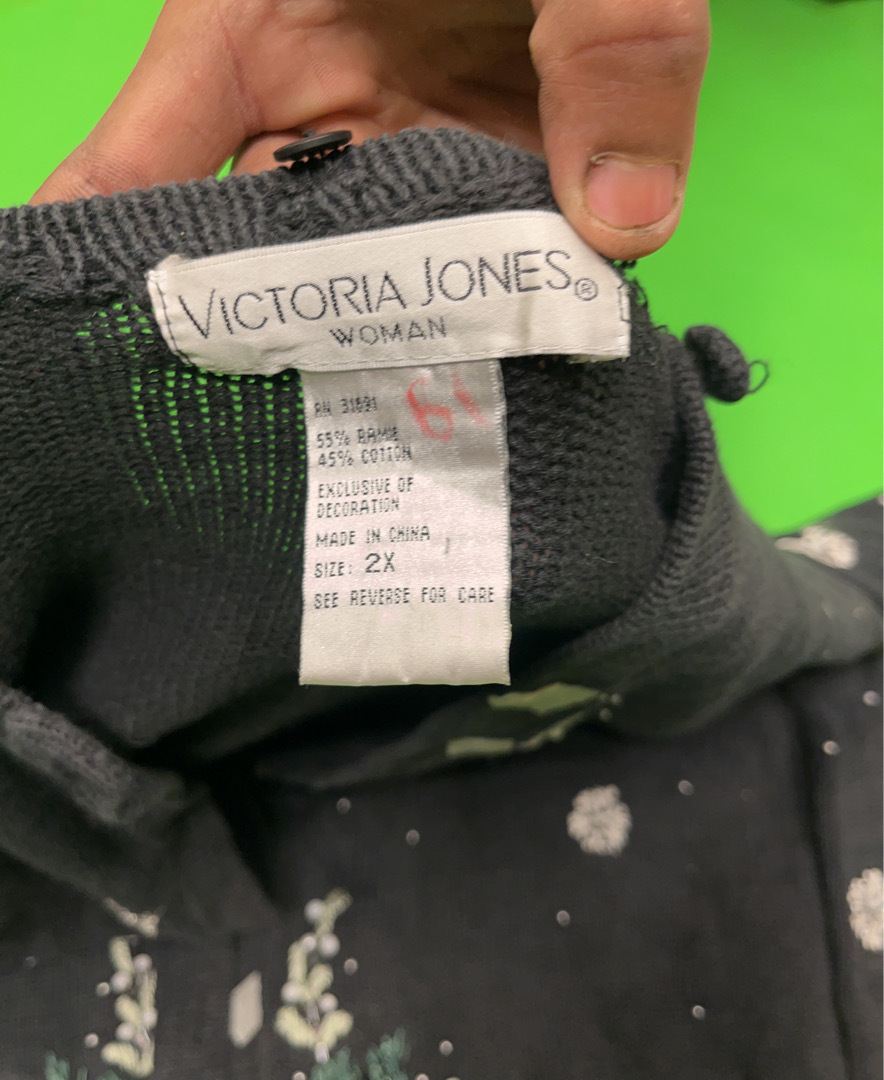 VICTORIA JONES®
WOMAN
RN 31891
55% RAMIE
45% COTTON
EXCLUSIVE OF
DECORATION
MADE IN CHINA
SIZE: 2X
SEE REVERSE FOR CARE